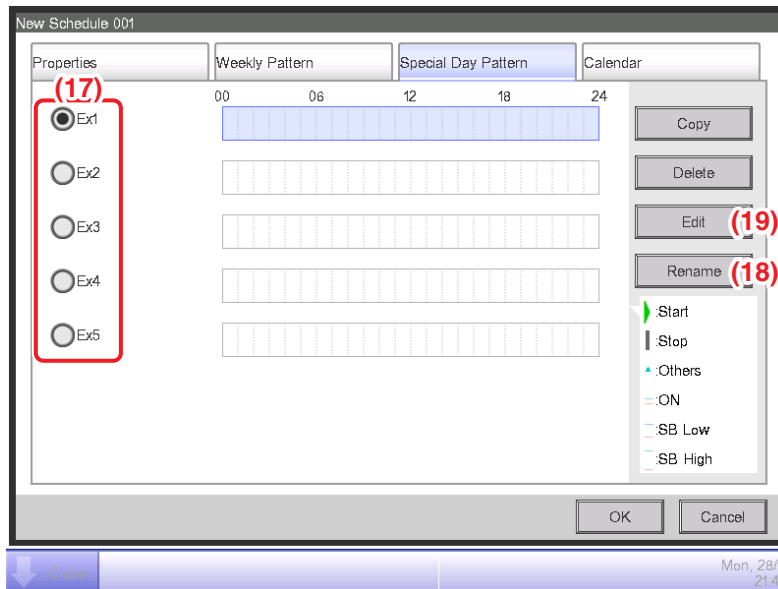 New Schedule 001
Properties
Weekly Pattern
Special Day Pattern
Calendar
(17)
00 06 12 18 24
Ex1
Ex2
Ex3
Ex4
Ex5
Copy
Delete
Edit (19)
Rename (18)
:Start
:Stop
:Others
:ON
:SB Low
:SB High
OK
Cancel
Close
Mon, 28/
21:4